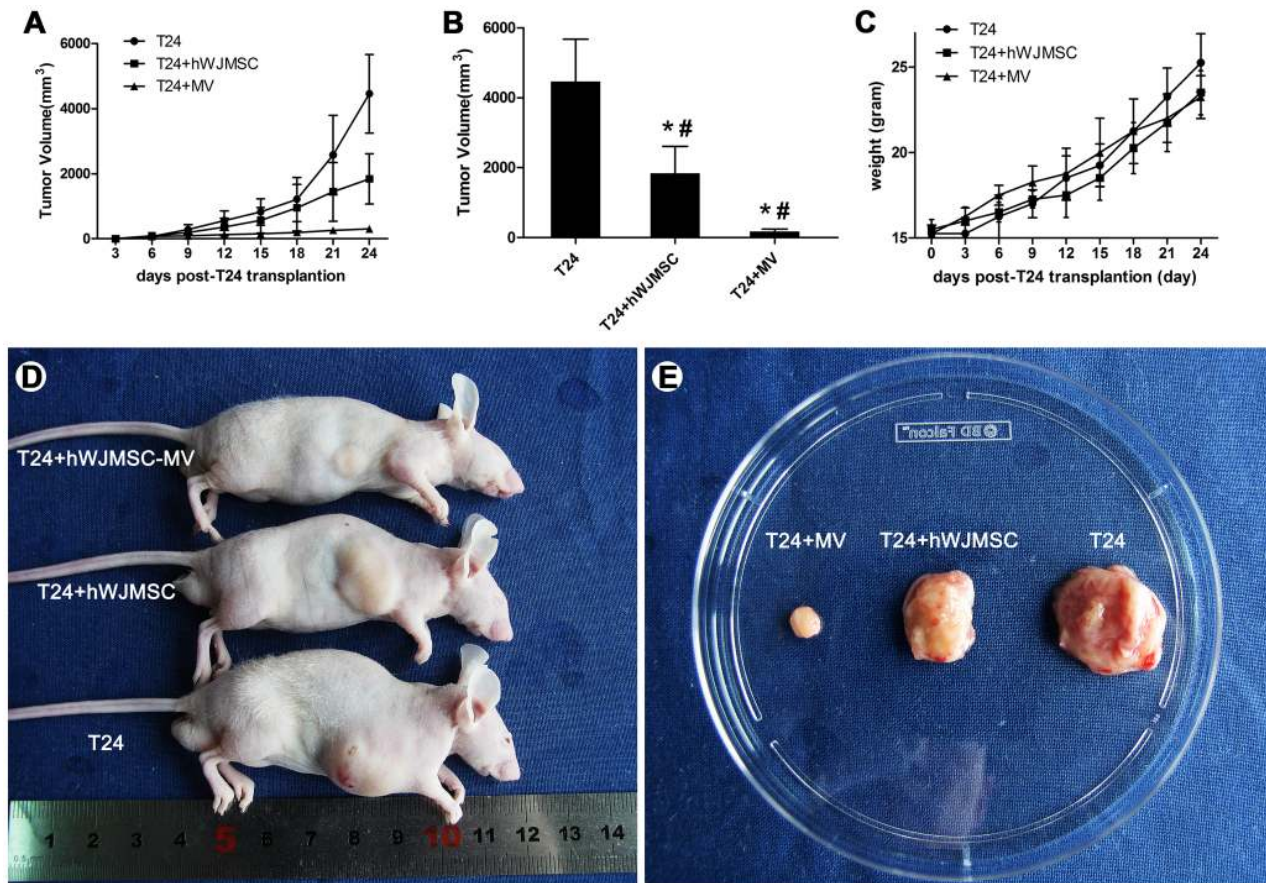 A
T24
T24+hWJMSC
T24+MV
Tumor Volume(mm³)
6000
4000
2000
0
3 6 9 12 15 18 21 24
days post-T24 transplantion
B
Tumor Volume(mm³)
6000
4000
2000
0
*#
*#
T24
T24+hWJMSC
T24+MV
C
T24
T24+hWJMSC
T24+MV
weight (gram)
25
20
15
0 3 6 9 12 15 18 21 24
days post-T24 transplantion (day)
D
T24+hWJMSC-MV
T24+hWJMSC
T24
1 2 3 4 5 6 7 8 9 10 11 12 13 14
E
BD Falcon™
T24+MV
T24+hWJMSC
T24